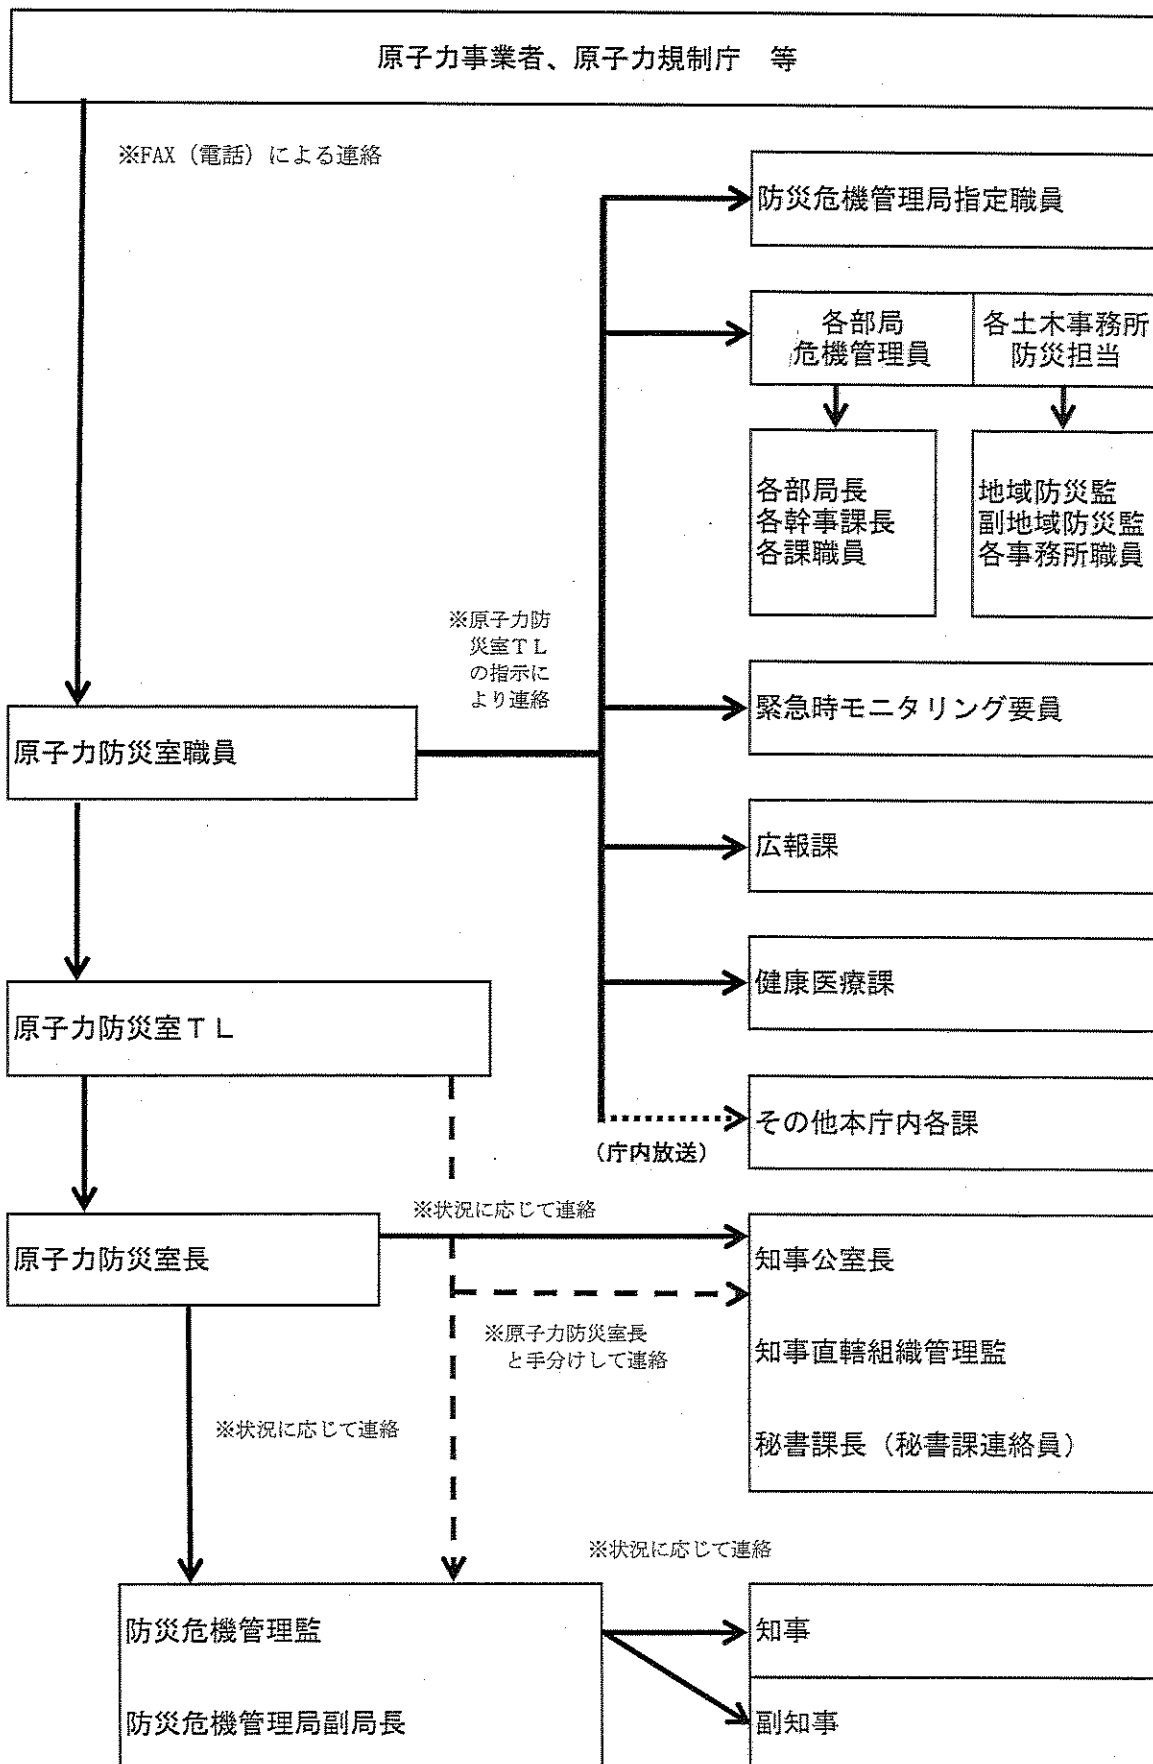 原子力事業者、原子力規制庁　等
※FAX（電話）による連絡
防災危機管理局指定職員
各部局
危機管理員
各土木事務所
防災担当
各部局長
各幹事課長
各課職員
地域防災監
副地域防災監
各事務所職員
※原子力防
災室ＴＬ
の指示に
より連絡
緊急時モニタリング要員
原子力防災室職員
広報課
健康医療課
原子力防災室ＴＬ
その他本庁内各課
（庁内放送）
※状況に応じて連絡
原子力防災室長
知事公室長
※原子力防災室長
と手分けして連絡
知事直轄組織管理監
※状況に応じて連絡
秘書課長（秘書課連絡員）
※状況に応じて連絡
防災危機管理監
知事
防災危機管理局副局長
副知事